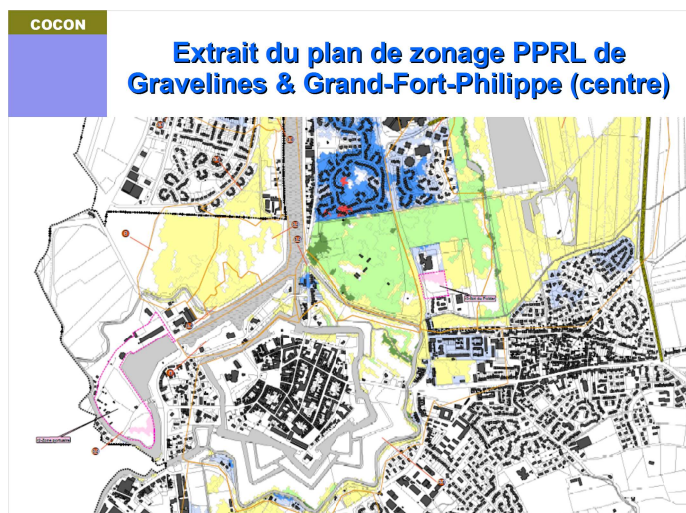 COCON
Extrait du plan de zonage PPRL de
Gravelines & Grand-Fort-Philippe (centre)